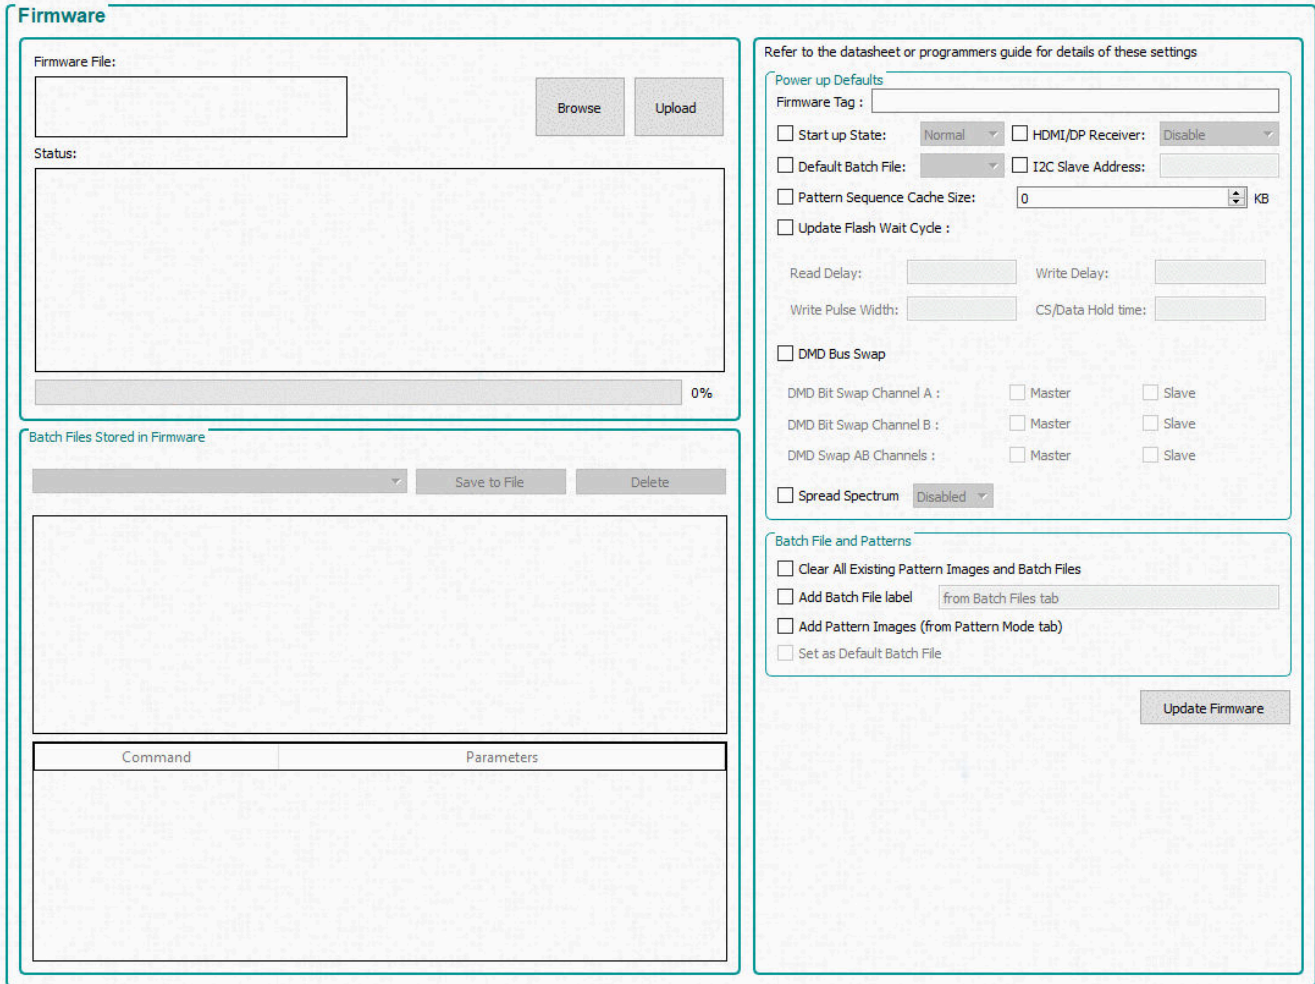 Firmware
Firmware File:
Browse
Upload
Status:
0%
Batch Files Stored in Firmware
Save to File
Delete
Command
Parameters
Refer to the datasheet or programmers guide for details of these settings
Power up Defaults
Firmware Tag :
Start up State:
Normal
HDMI/DP Receiver:
Disable
Default Batch File:
I2C Slave Address:
Pattern Sequence Cache Size:
0
KB
Update Flash Wait Cycle :
Read Delay:
Write Delay:
Write Pulse Width:
CS/Data Hold time:
DMD Bus Swap
DMD Bit Swap Channel A :
Master
Slave
DMD Bit Swap Channel B :
Master
Slave
DMD Swap AB Channels :
Master
Slave
Spread Spectrum
Disabled
Batch File and Patterns
Clear All Existing Pattern Images and Batch Files
Add Batch File label
from Batch Files tab
Add Pattern Images (from Pattern Mode tab)
Set as Default Batch File
Update Firmware